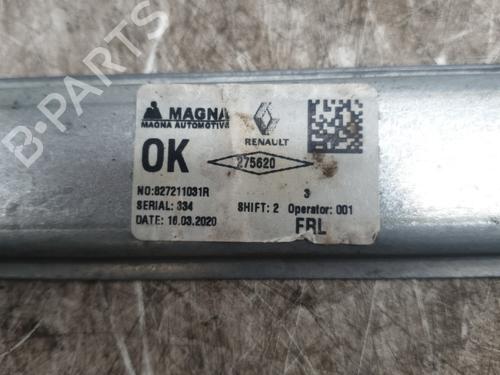 B-PARTS
MAGNA
MAGNA AUTOMOTIVE
RENAULT
OK
275620
NO:827211031R
3
SERIAL: 334
SHIFT: 2
Operator: 001
DATE: 16.03.2020
FRL